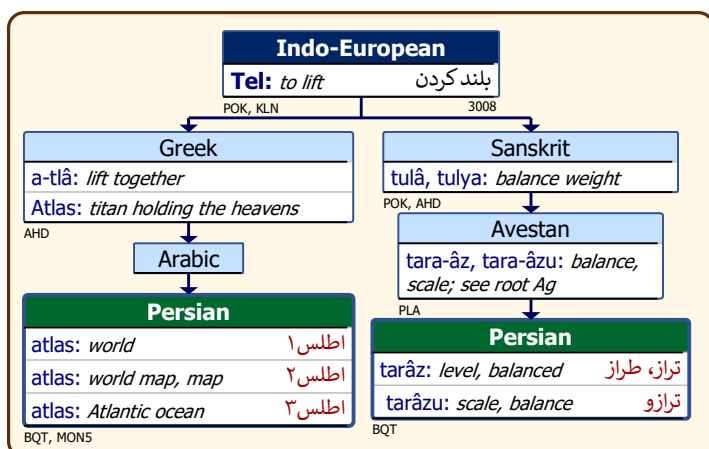 Indo-European
Tel: to lift بلند کردن
POK, KLN 3008
Greek
a-tlâ: lift together
Atlas: titan holding the heavens
AHD
Arabic
Persian
atlas: world اطلس۱
atlas: world map, map اطلس۲
atlas: Atlantic ocean اطلس۳
BQT, MON5
Sanskrit
tulâ, tulya: balance weight
POK, AHD
Avestan
tara-âz, tara-âzu: balance,
scale; see root Ag
PLA
Persian
tarâz: level, balanced تراز، طراز
tarâzu: scale, balance ترازو
BQT